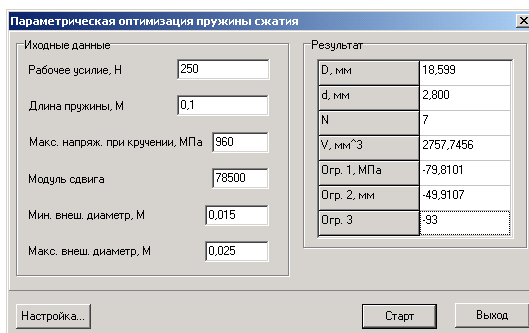 Параметрическая оптимизация пружины сжатия
Иходные данные
Рабочее усилие, Н 250
Длина пружины, М 0,1
Макс. напряж. при кручении, МПа 960
Модуль сдвига 78500
Мин. внеш. диаметр, М 0,015
Макс. внеш. диаметр, М 0,025
Результат
D, мм 18,599
d, мм 2,800
N 7
V, мм^3 2757,7456
Огр. 1, МПа -79,8101
Огр. 2, мм -49,9107
Огр. 3 -93
Настройка... Старт Выход